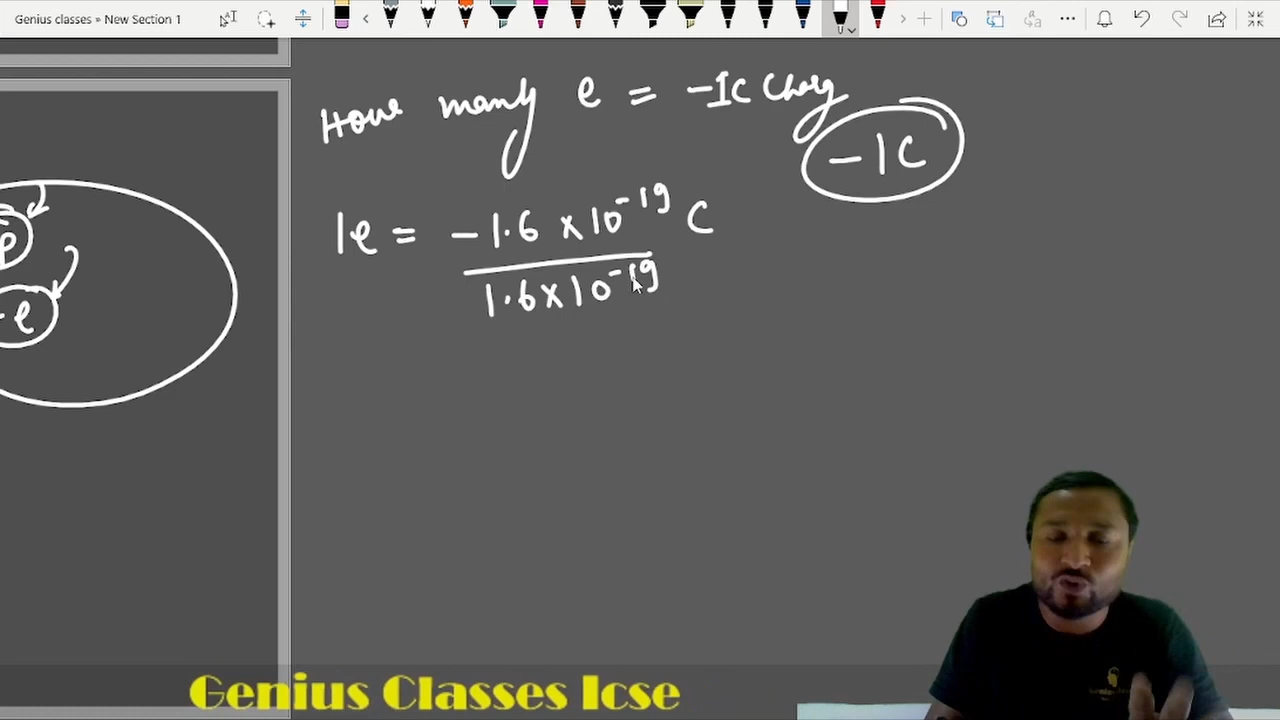 Genius classes » New Section 1
How many e = -1C Charg
-1C
1e = -1.6 x 10^-19 C
1.6 x 10^-19
e
-e
Genius Classes Icse